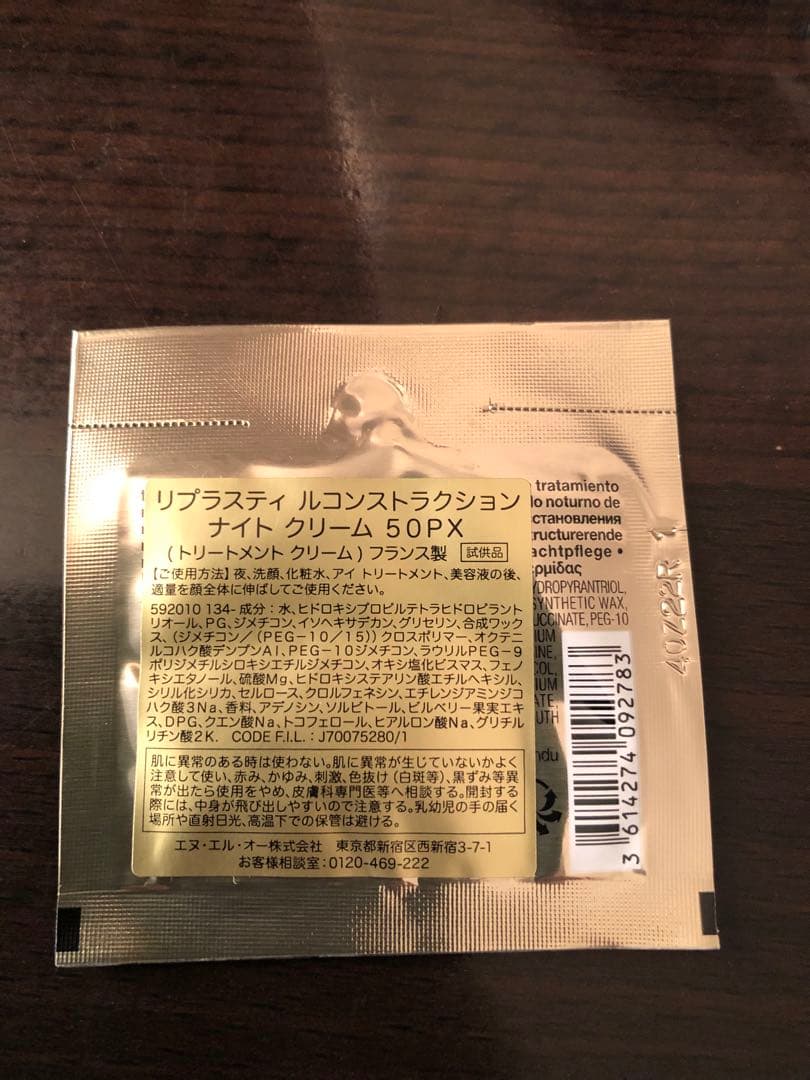 リプラスティ ルコンストラクション
ナイト クリーム 50PX
(トリートメント クリーム) フランス製 試供品
【ご使用方法】夜、洗顔、化粧水、アイ トリートメント、美容液の後、
適量を顔全体に伸ばしてご使用ください。
592010 134- 成分：水、ヒドロキシプロピルテトラヒドロピラント
リオール、PG、ジメチコン、イソヘキサデカン、グリセリン、合成ワック
ス、(ジメチコン／(PEG-10／15)) クロスポリマー、オクテニ
ルコハク酸デンプンAl、PEG-10ジメチコン、ラウリルPEG-9
ポリジメチルシロキシエチルジメチコン、オキシ塩化ビスマス、フェノ
キシエタノール、硫酸Mg、ヒドロキシステアリン酸エチルヘキシル、
シリル化シリカ、セルロース、クロルフェネシン、エチレンジアミンジコ
ハク酸3Na、香料、アデノシン、ソルビトール、ビルベリー果実エキ
ス、DPG、クエン酸Na、トコフェロール、ヒアルロン酸Na、グリチル
リチン酸2K. CODE F.I.L. : J70075280/1
肌に異常のある時は使わない。肌に異常が生じていないかよく
注意して使い、赤み、かゆみ、刺激、色抜け（白斑等）、黒ずみ等異
常が出たら使用をやめ、皮膚科専門医等へ相談する。開封する
際には、中身が飛び出しやすいので注意する。乳幼児の手の届く
場所や直射日光、高温下での保管は避ける。
エヌ・エル・オー株式会社 東京都新宿区西新宿3-7-1
お客様相談室：0120-469-222
tratamiento
lo noturno de
становления
tructurerende
achtpflege •
ερμίδας
YDROPYRANTRIOL,
SYNTHETIC WAX,
UCCINATE, PEG-10
IUM
INE,
COL,
IUM
ATE,
UTH
ndu
3 614274 092783
40Z22R 1